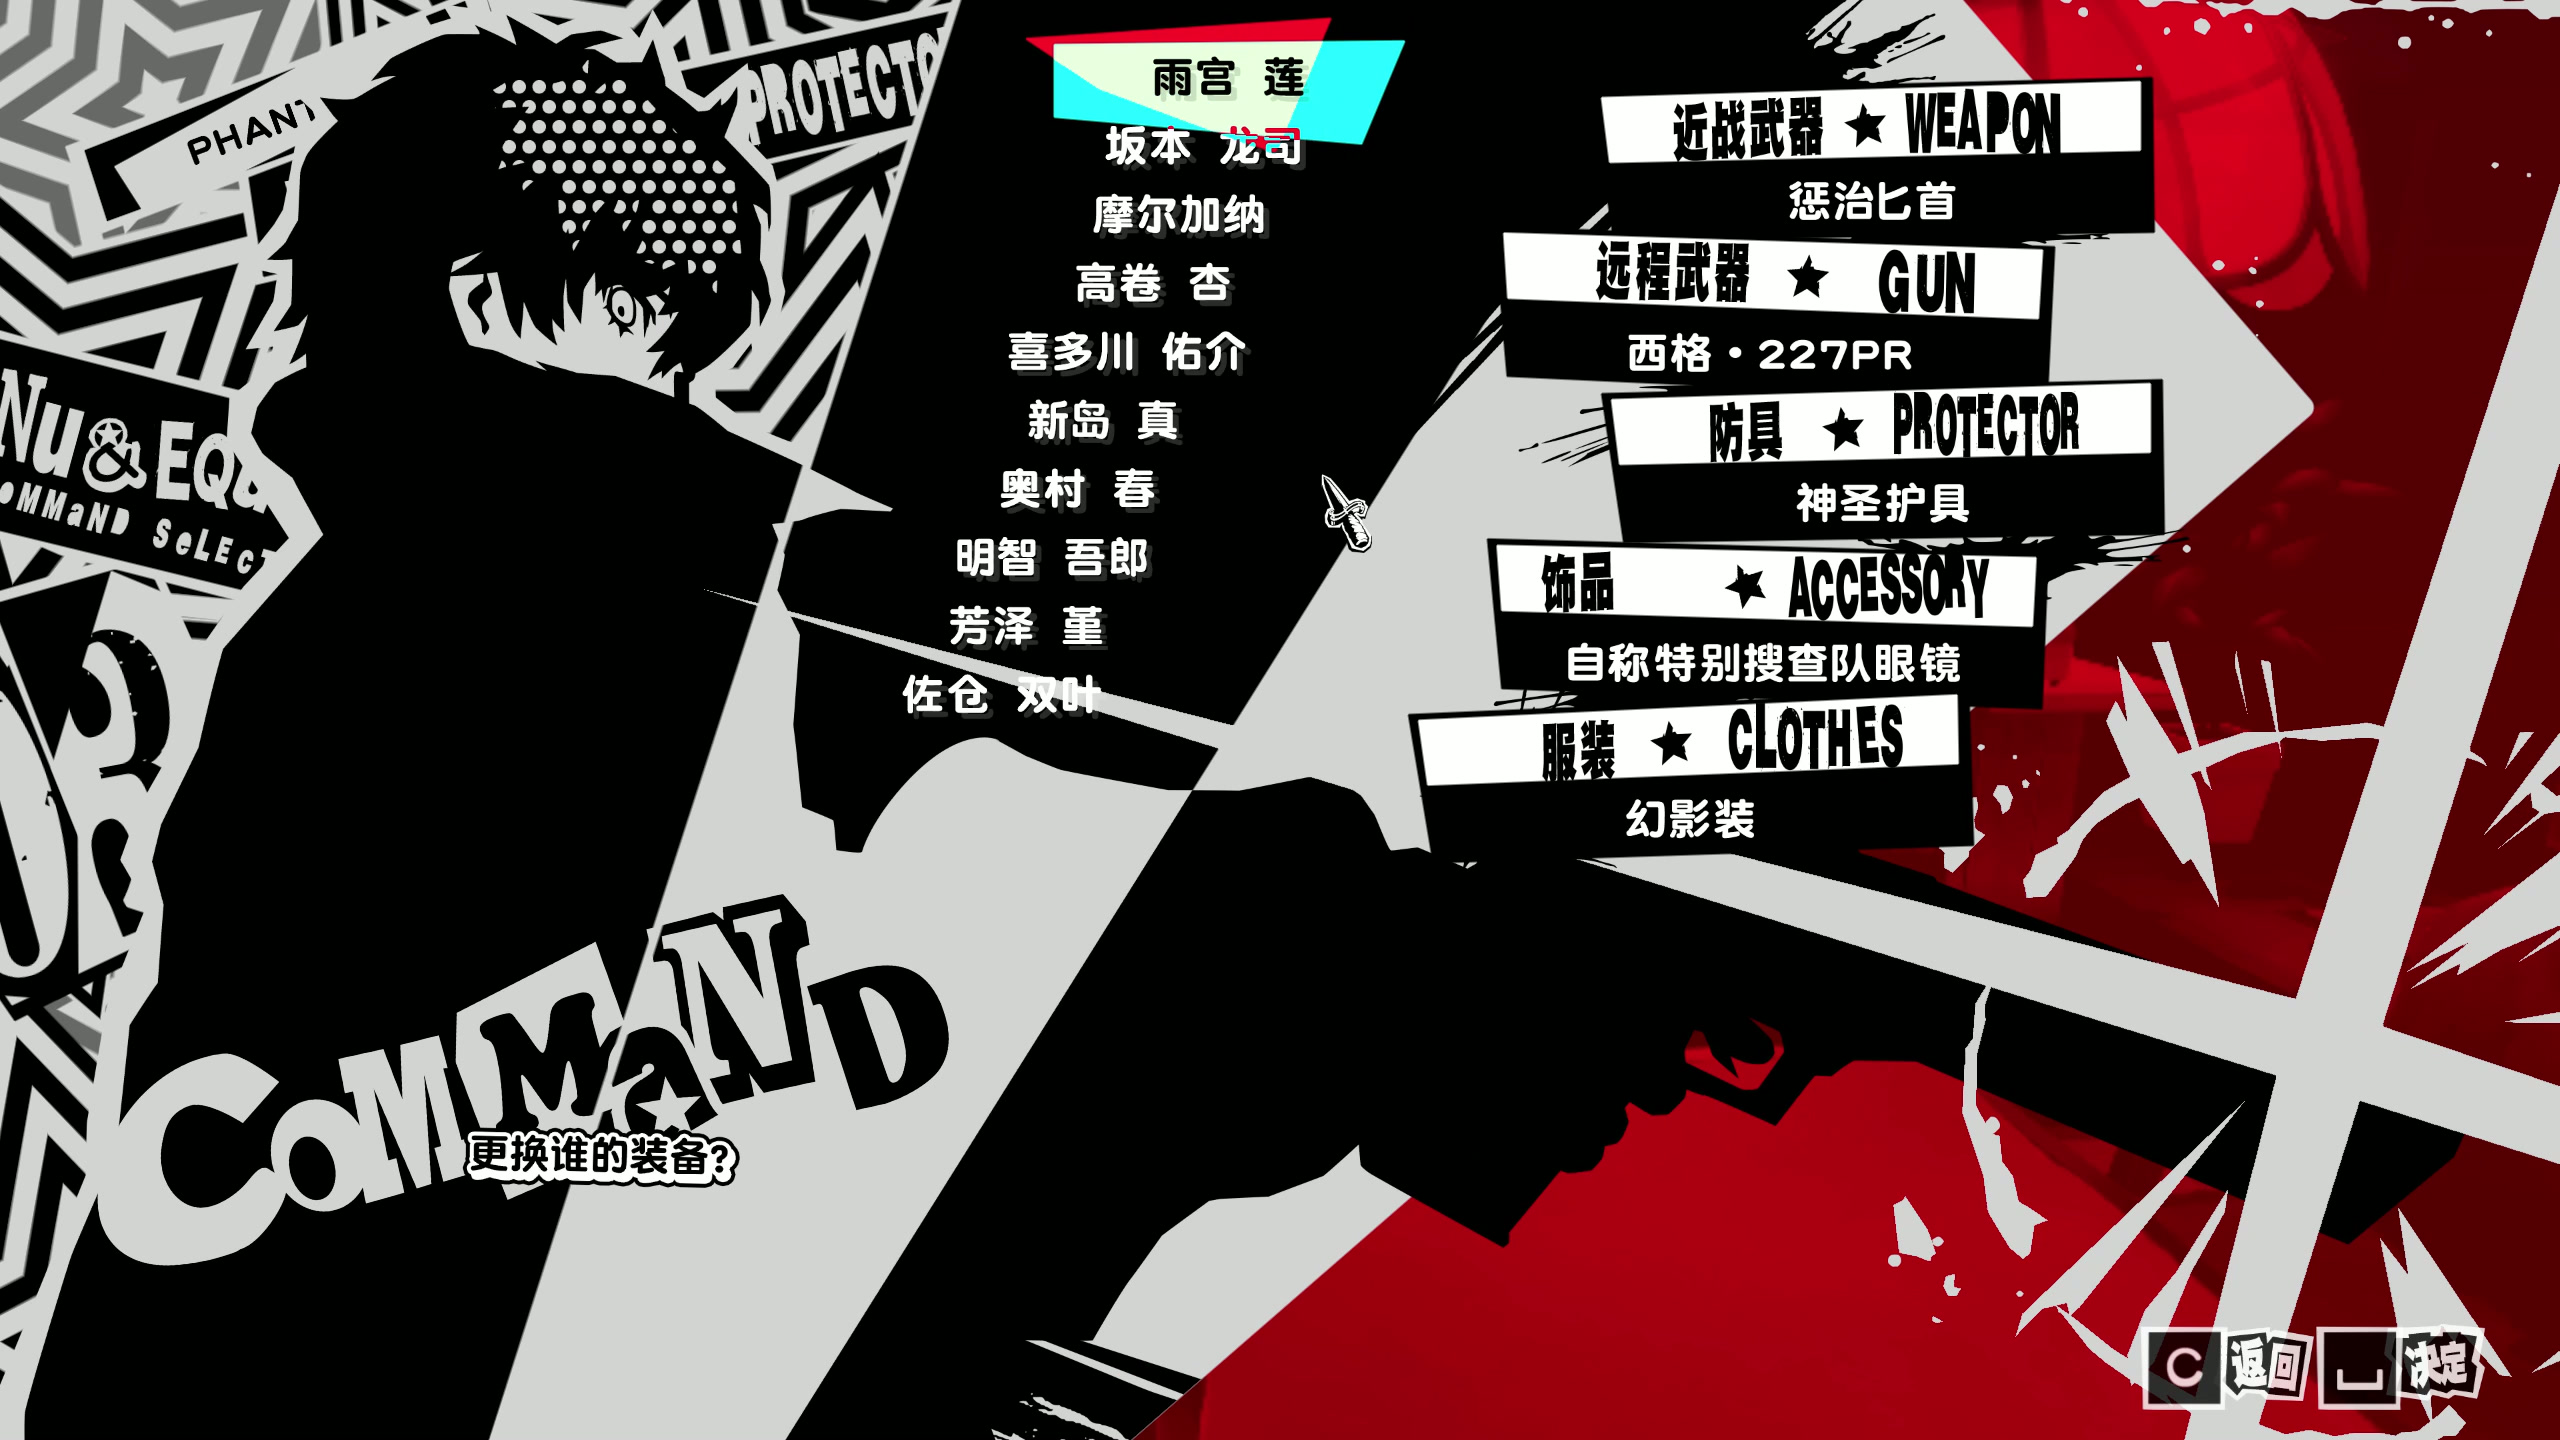 PHANT
PROTECTO
Nu & EQu
oMMaND SeLEcT
雨宫 莲
坂本 龙司
摩尔加纳
高卷 杏
喜多川 佑介
新岛 真
奥村 春
明智 吾郎
芳泽 堇
佐仓 双叶
近战武器 ★ WEAPON
惩治匕首
远程武器 ★ GUN
西格·227PR
防具 ★ PROTECTOR
神圣护具
饰品 ★ ACCESSORY
自称特别搜查队眼镜
服装 ★ CLOTHES
幻影装
CoMMaND
更换谁的装备?
C 返回 决定